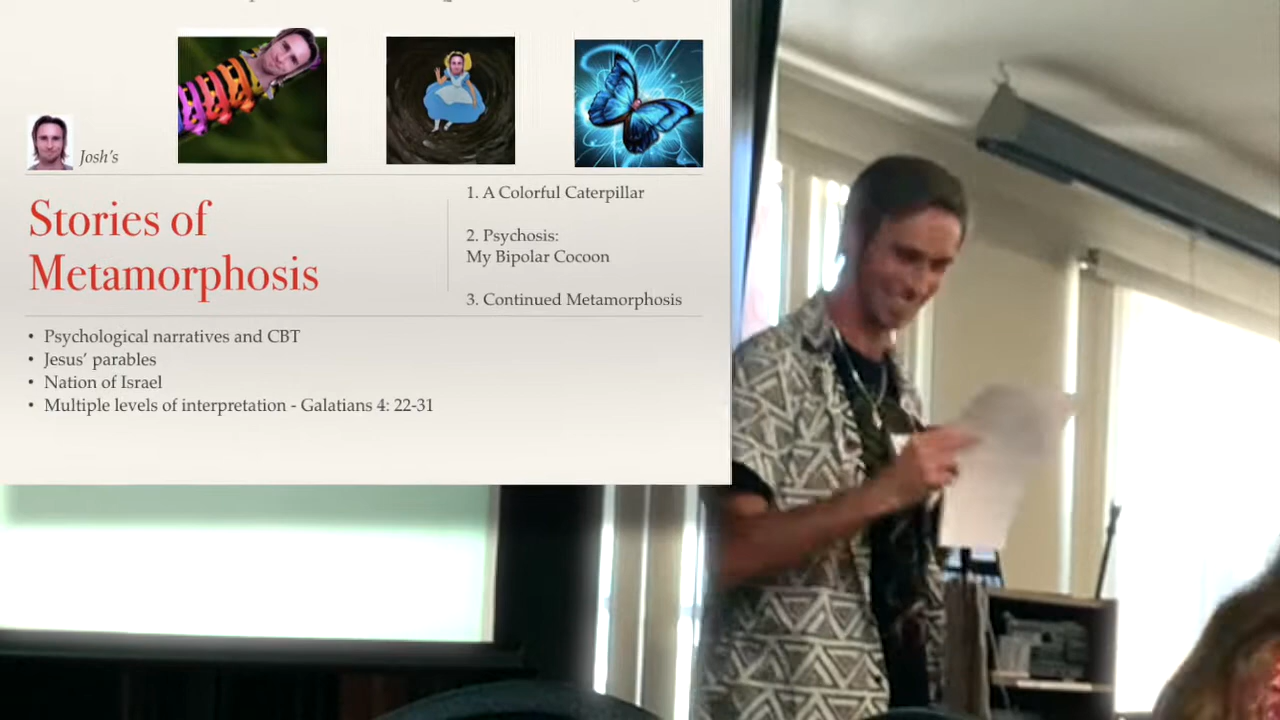 Josh's
Stories of
Metamorphosis
1. A Colorful Caterpillar
2. Psychosis:
My Bipolar Cocoon
3. Continued Metamorphosis
• Psychological narratives and CBT
• Jesus' parables
• Nation of Israel
• Multiple levels of interpretation - Galatians 4: 22-31